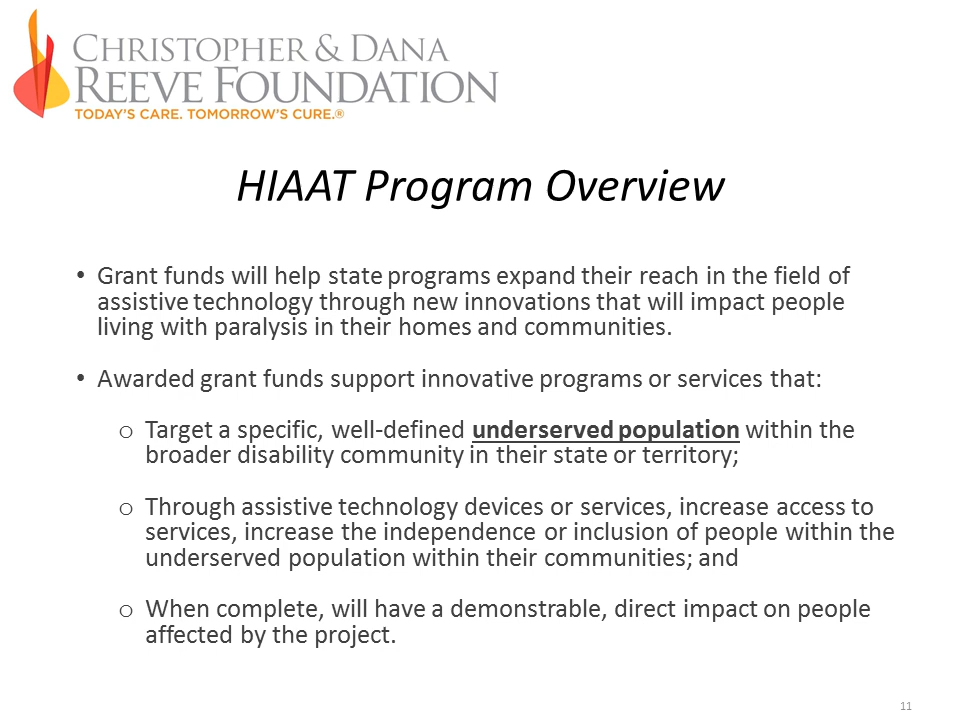 CHRISTOPHER & DANA
REEVE FOUNDATION
TODAY'S CARE. TOMORROW'S CURE.®
HIAAT Program Overview
• Grant funds will help state programs expand their reach in the field of
assistive technology through new innovations that will impact people
living with paralysis in their homes and communities.
• Awarded grant funds support innovative programs or services that:
o Target a specific, well-defined underserved population within the
broader disability community in their state or territory;
o Through assistive technology devices or services, increase access to
services, increase the independence or inclusion of people within the
underserved population within their communities; and
o When complete, will have a demonstrable, direct impact on people
affected by the project.
11